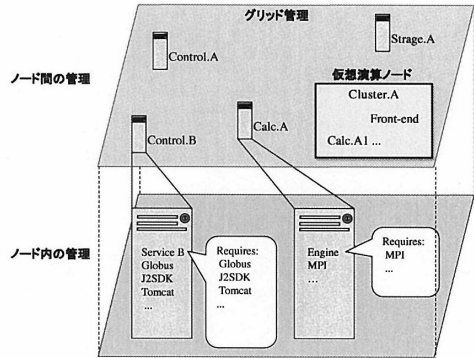 グリッド管理
Control.A
Strage.A
ノード間の管理
仮想演算ノード
Cluster.A
Front-end
Calc.A1 ...
Control.B
Calc.A
ノード内の管理
Service B
Globus
J2SDK
Tomcat
...
Requires:
Globus
J2SDK
Tomcat
...
Engine
MPI
...
Requires:
MPI
...